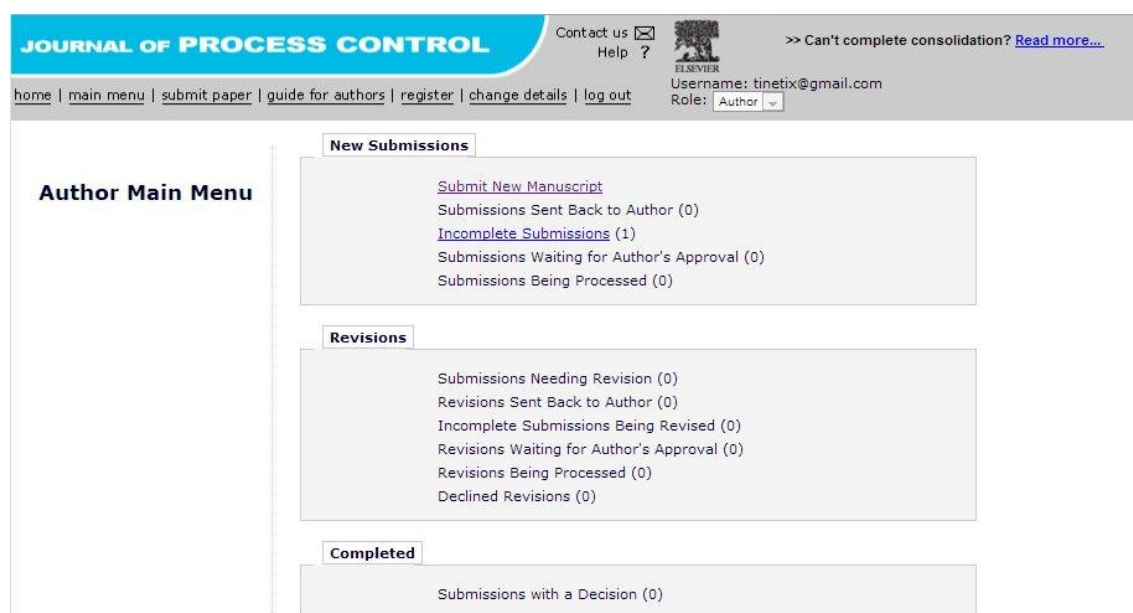 JOURNAL OF PROCESS CONTROL
Contact us
Help ?
ELSEVIER
>> Can't complete consolidation? Read more...
home | main menu | submit paper | guide for authors | register | change details | log out
Username: tinetix@gmail.com
Role: Author
Author Main Menu
New Submissions
Submit New Manuscript
Submissions Sent Back to Author (0)
Incomplete Submissions (1)
Submissions Waiting for Author's Approval (0)
Submissions Being Processed (0)
Revisions
Submissions Needing Revision (0)
Revisions Sent Back to Author (0)
Incomplete Submissions Being Revised (0)
Revisions Waiting for Author's Approval (0)
Revisions Being Processed (0)
Declined Revisions (0)
Completed
Submissions with a Decision (0)